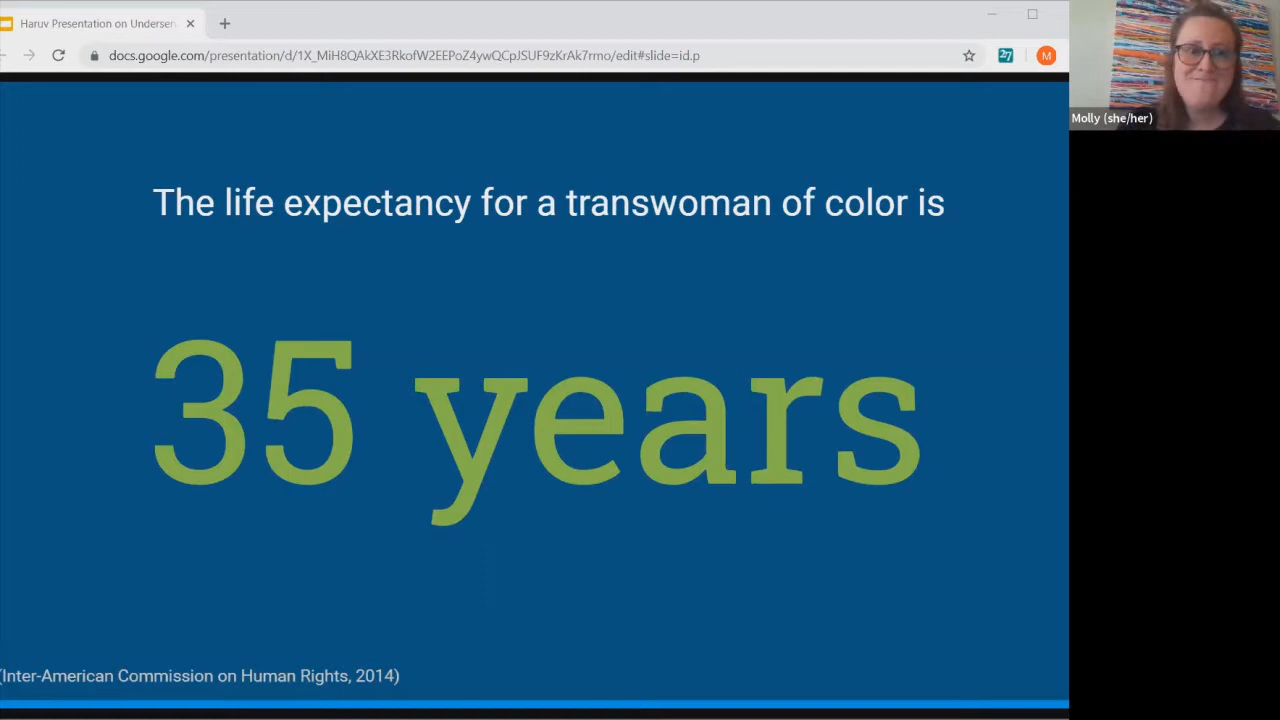 Haruv Presentation on Underser
docs.google.com/presentation/d/1X_MiH8QAkXE3RkofW2EEPoZ4ywQCpJSUF9zKrAk7rmo/edit#slide=id.p
27
M
Molly (she/her)
The life expectancy for a transwoman of color is
35 years
(Inter-American Commission on Human Rights, 2014)